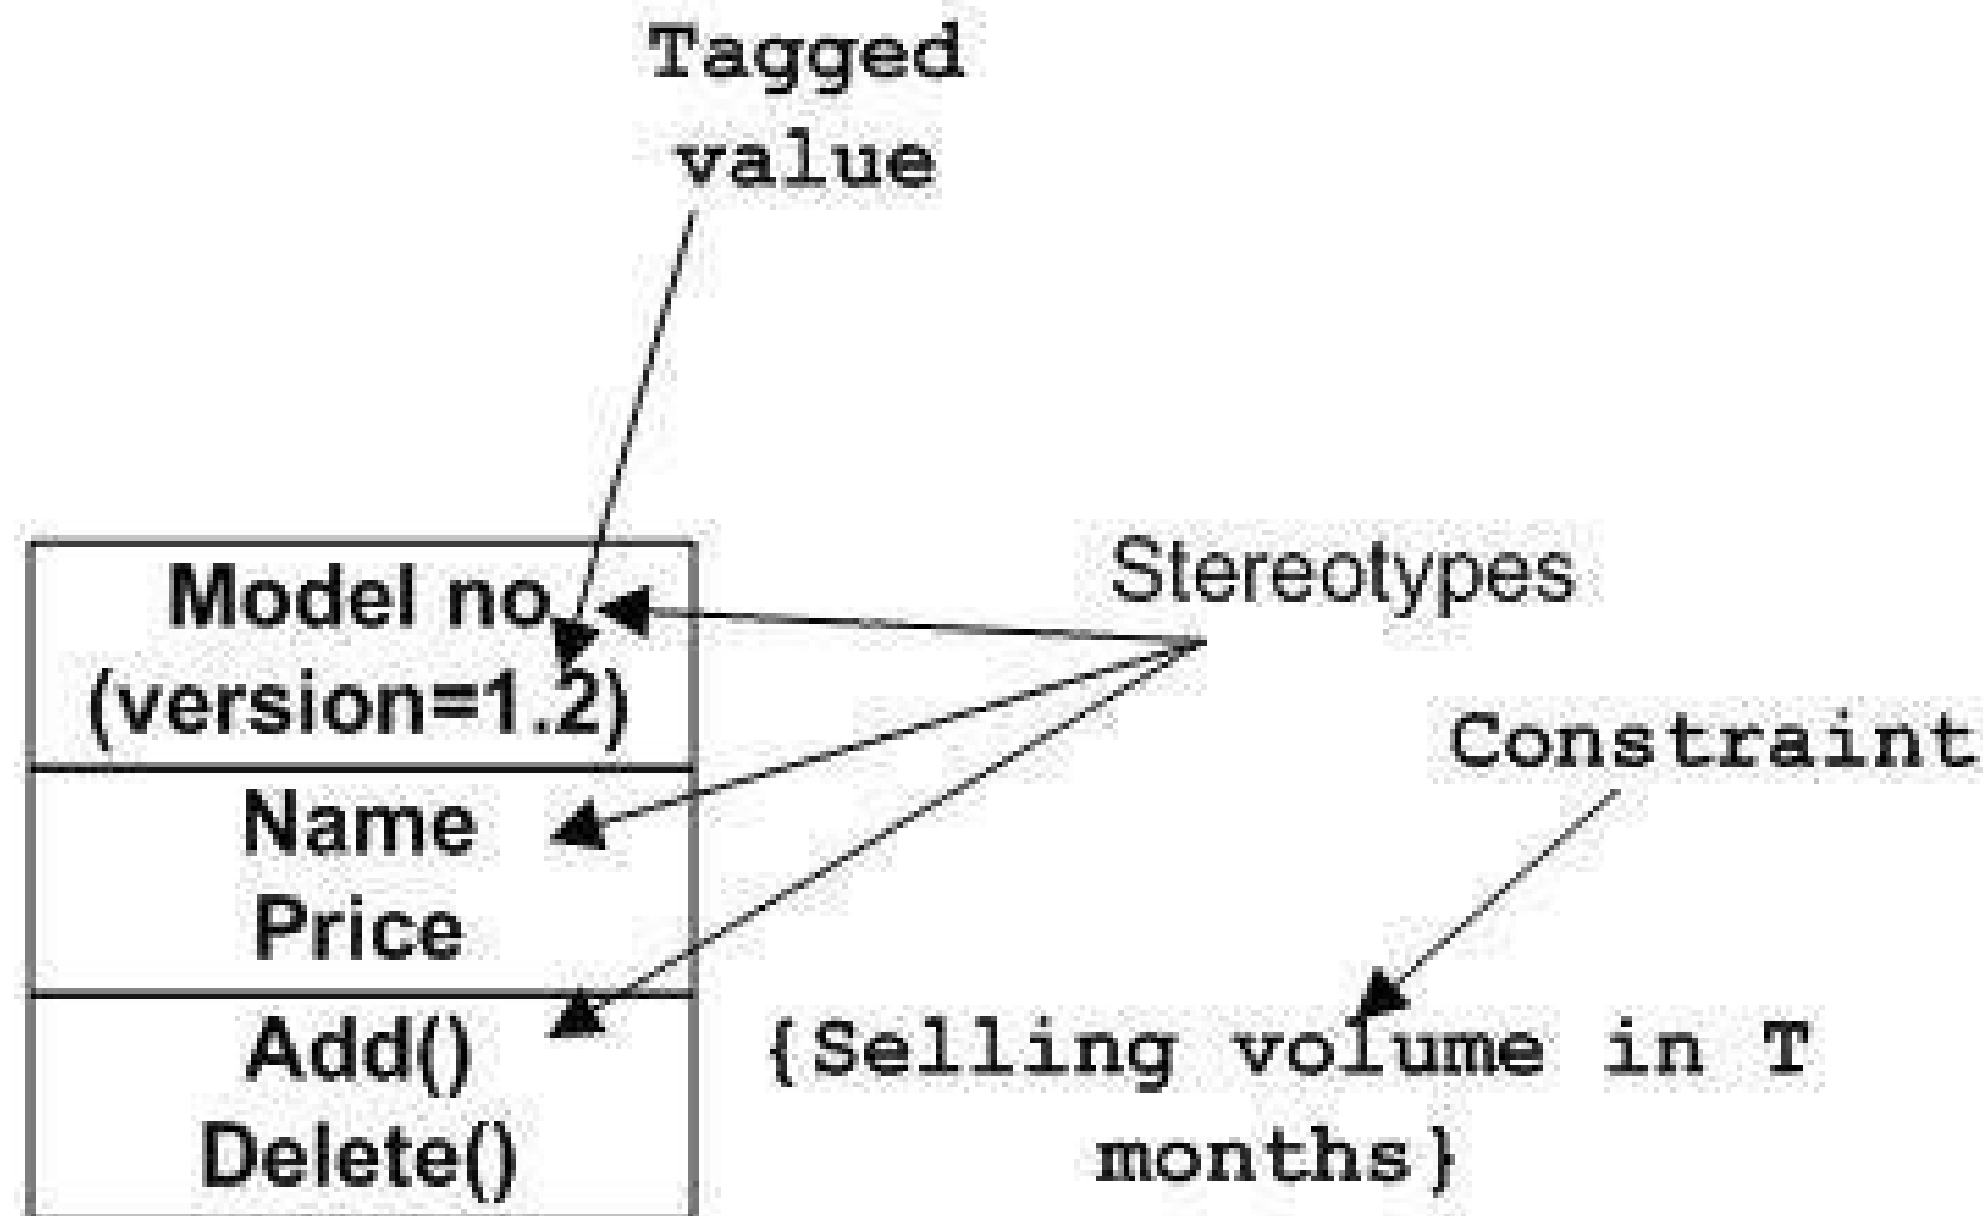 Tagged
value
Model no.
(version=1.2)
Name
Price
Add()
Delete()
Stereotypes
Constraint
{Selling volume in T
months}